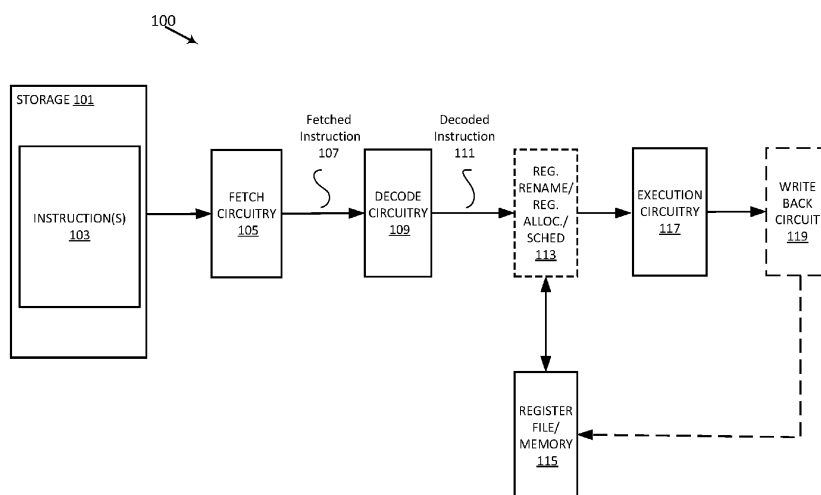 100
STORAGE 101
INSTRUCTION(S)
103
FETCH
CIRCUITRY
105
Fetched
Instruction
107
DECODE
CIRCUITRY
109
Decoded
Instruction
111
REG.
RENAME/
REG.
ALLOC./
SCHED
113
EXECUTION
CIRCUITRY
117
WRITE
BACK
CIRCUIT
119
REGISTER
FILE/
MEMORY
115